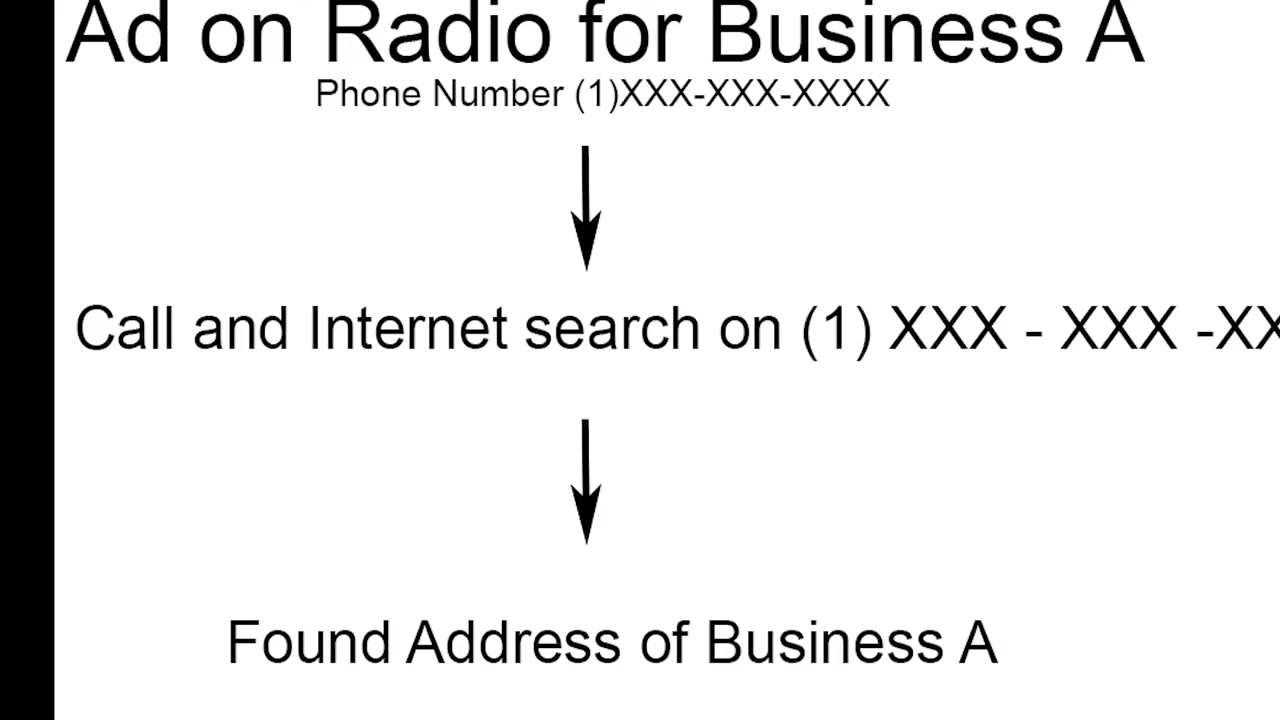 Ad on Radio for Business A
Phone Number (1)XXX-XXX-XXXX
Call and Internet search on (1) XXX - XXX -XX
Found Address of Business A